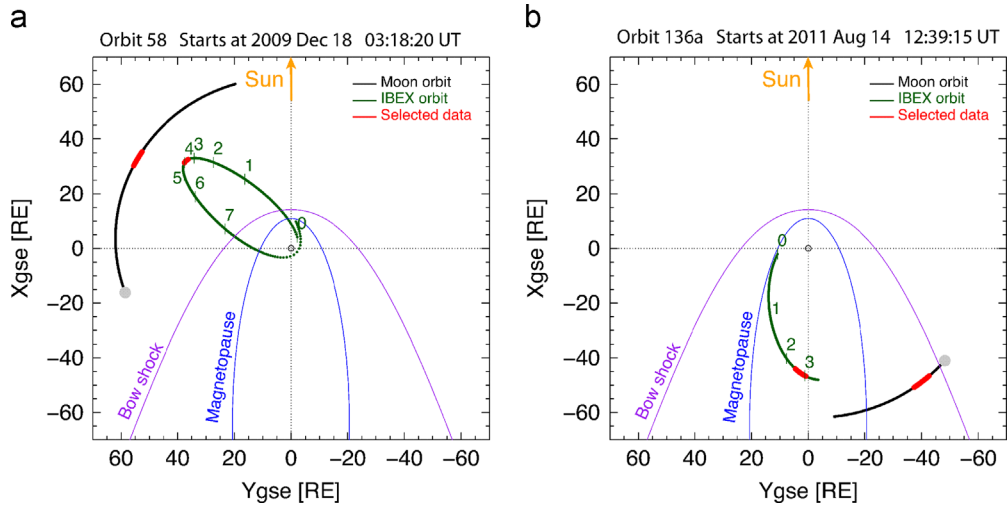 a
Orbit 58 Starts at 2009 Dec 18 03:18:20 UT
Sun
Moon orbit
IBEX orbit
Selected data
60
40
20
0
−20
−40
−60
Xgse [RE]
0
1
2
3
4
5
6
7
Bow shock
Magnetopause
60 40 20 0 −20 −40 −60
Ygse [RE]
b
Orbit 136a Starts at 2011 Aug 14 12:39:15 UT
Sun
Moon orbit
IBEX orbit
Selected data
60
40
20
0
−20
−40
−60
Xgse [RE]
0
1
2
3
Bow shock
Magnetopause
60 40 20 0 −20 −40 −60
Ygse [RE]